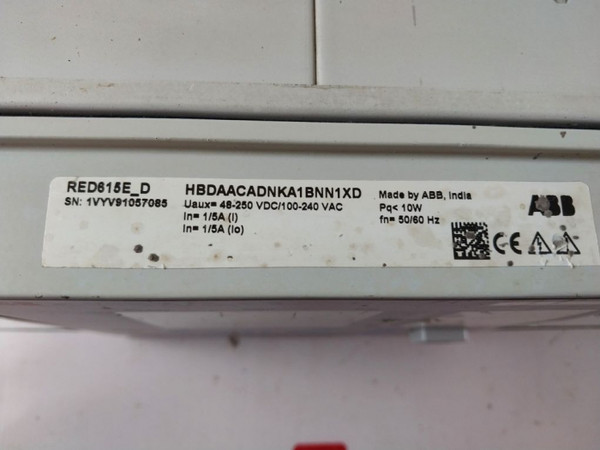 RED615E_D
SN: 1VYV91057085
HBDAACADNKA1BNN1XD
Uaux= 48-250 VDC/100-240 VAC
In= 1/5A (I)
In= 1/5A (Io)
Made by ABB, India
Pq< 10W
fn= 50/60 Hz
ABB
CE